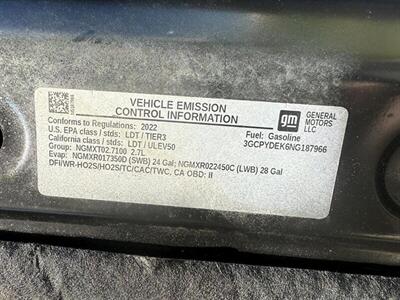 VEHICLE EMISSION
CONTROL INFORMATION
gm GENERAL
MOTORS
LLC
Conforms to Regulations: 2022
U.S. EPA class / stds: LDT / TIER3
California class / stds: LDT / ULEV50
Group: NGMXT02.7100 2.7L
Evap: NGMXR017350D (SWB) 24 Gal; NGMXR022450C (LWB) 28 Gal
DFI/WR-HO2S/HO2S/TC/CAC/TWC, CA OBD: II
Fuel: Gasoline
3GCPYDEK6NG187966